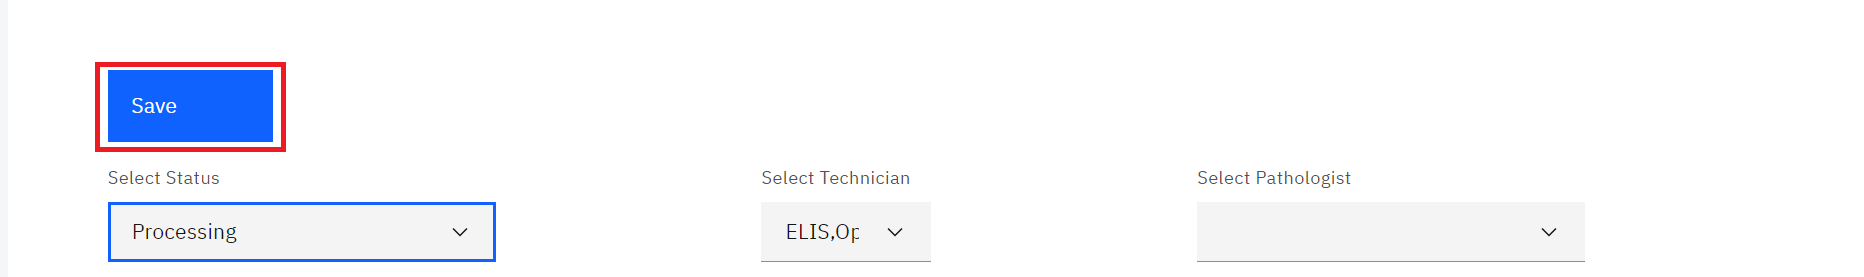 Save
Select Status
Select Technician
Select Pathologist
Processing
ELIS,Op